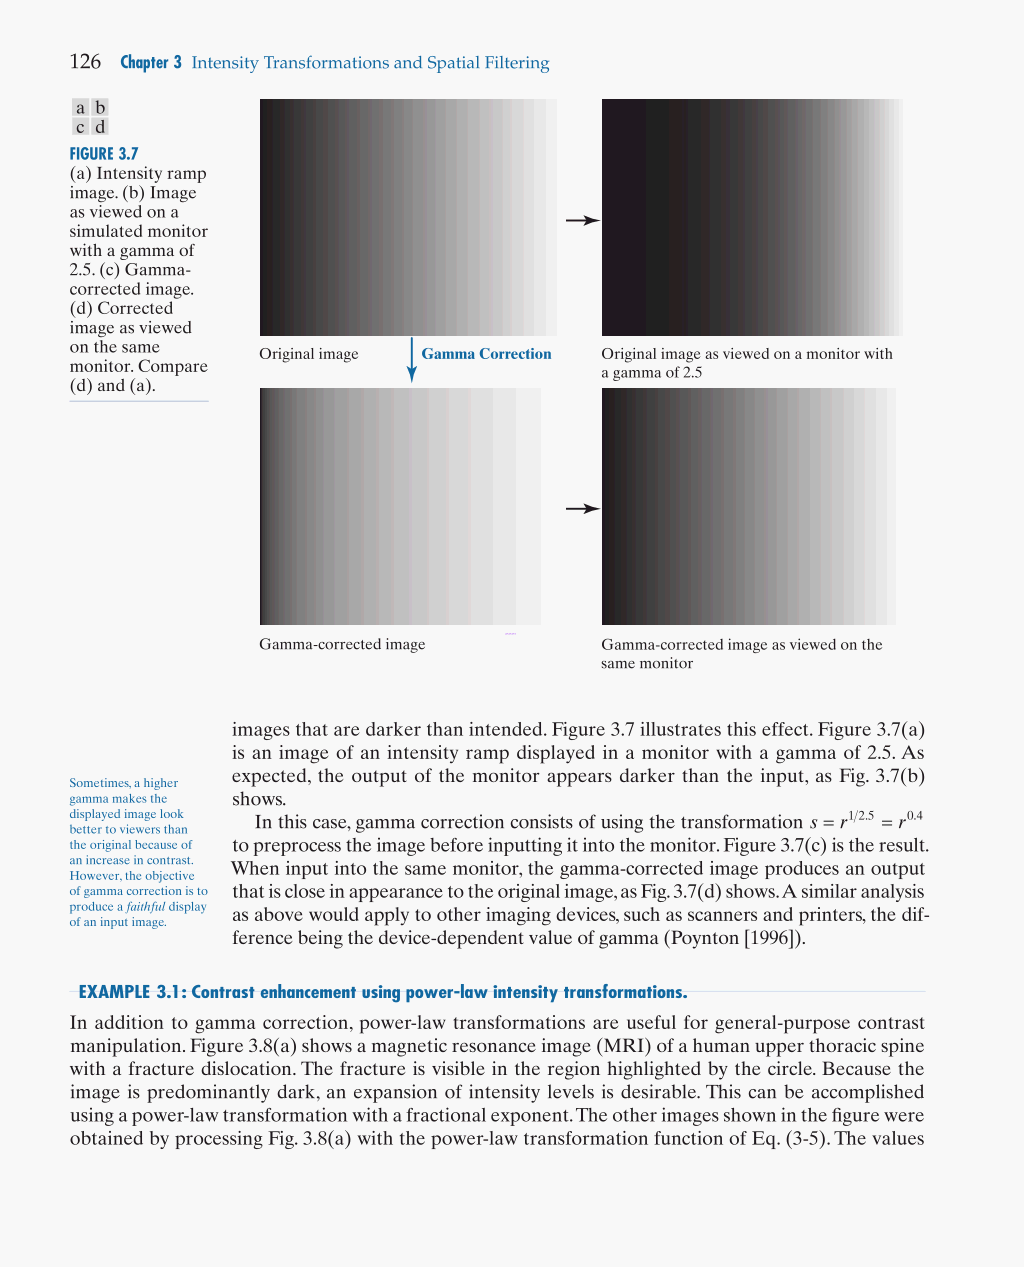 126 Chapter 3 Intensity Transformations and Spatial Filtering
a b
c d
FIGURE 3.7
(a) Intensity ramp
image. (b) Image
as viewed on a
simulated monitor
with a gamma of
2.5. (c) Gamma-
corrected image.
(d) Corrected
image as viewed
on the same
monitor. Compare
(d) and (a).
Original image
Gamma Correction
Original image as viewed on a monitor with
a gamma of 2.5
Gamma-corrected image
Gamma-corrected image as viewed on the
same monitor
images that are darker than intended. Figure 3.7 illustrates this effect. Figure 3.7(a)
is an image of an intensity ramp displayed in a monitor with a gamma of 2.5. As
expected, the output of the monitor appears darker than the input, as Fig. 3.7(b)
shows.
In this case, gamma correction consists of using the transformation s = r^{1/2.5} = r^{0.4}
to preprocess the image before inputting it into the monitor. Figure 3.7(c) is the result.
When input into the same monitor, the gamma-corrected image produces an output
that is close in appearance to the original image, as Fig. 3.7(d) shows. A similar analysis
as above would apply to other imaging devices, such as scanners and printers, the dif-
ference being the device-dependent value of gamma (Poynton [1996]).
Sometimes, a higher
gamma makes the
displayed image look
better to viewers than
the original because of
an increase in contrast.
However, the objective
of gamma correction is to
produce a faithful display
of an input image.
EXAMPLE 3.1: Contrast enhancement using power-law intensity transformations.
In addition to gamma correction, power-law transformations are useful for general-purpose contrast
manipulation. Figure 3.8(a) shows a magnetic resonance image (MRI) of a human upper thoracic spine
with a fracture dislocation. The fracture is visible in the region highlighted by the circle. Because the
image is predominantly dark, an expansion of intensity levels is desirable. This can be accomplished
using a power-law transformation with a fractional exponent. The other images shown in the figure were
obtained by processing Fig. 3.8(a) with the power-law transformation function of Eq. (3-5). The values